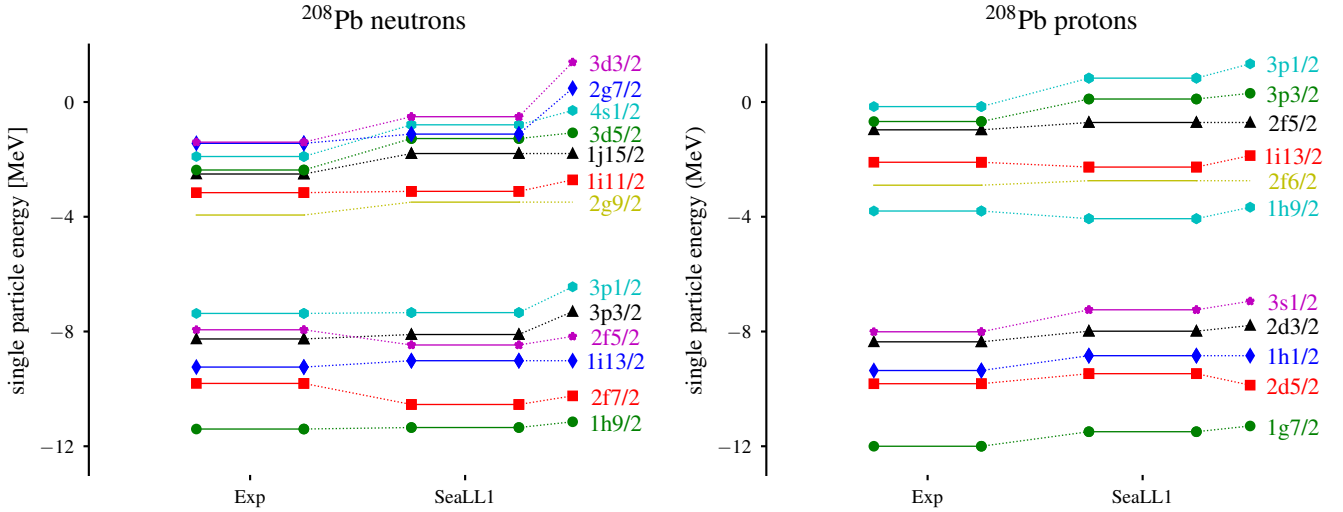 ²⁰⁸Pb neutrons
single particle energy [MeV]
0
−4
−8
−12
3d3/2
2g7/2
4s1/2
3d5/2
1j15/2
1i11/2
2g9/2
3p1/2
3p3/2
2f5/2
1i13/2
2f7/2
1h9/2
Exp
SeaLL1
²⁰⁸Pb protons
single particle energy (MeV)
0
−4
−8
−12
3p1/2
3p3/2
2f5/2
1i13/2
2f6/2
1h9/2
3s1/2
2d3/2
1h1/2
2d5/2
1g7/2
Exp
SeaLL1